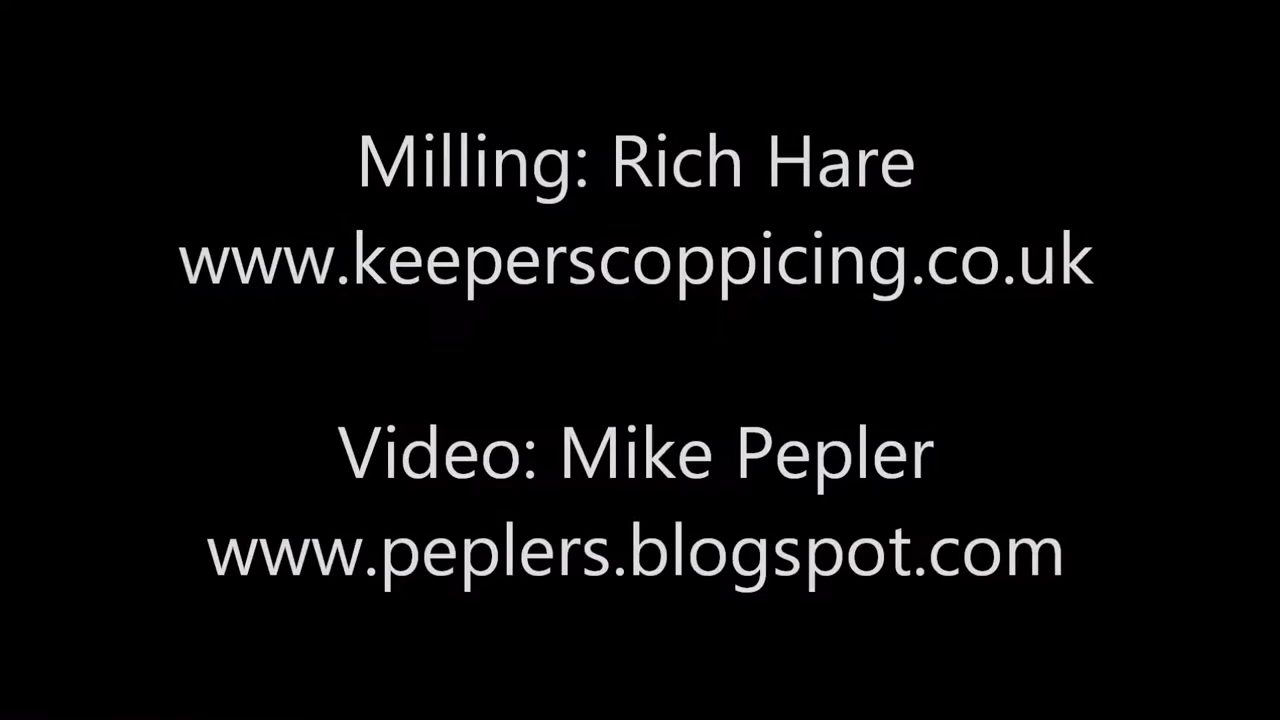 Milling: Rich Hare
www.keeperscoppicing.co.uk
Video: Mike Pepler
www.peplers.blogspot.com